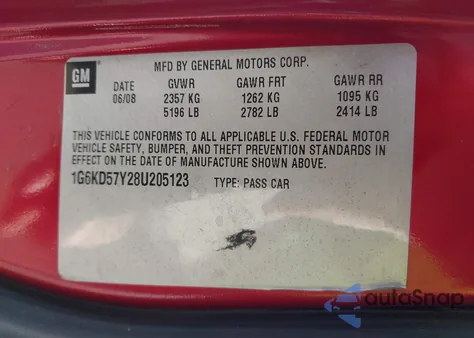 GM
MFD BY GENERAL MOTORS CORP.
DATE GVWR GAWR FRT GAWR RR
06/08 2357 KG 1262 KG 1095 KG
5196 LB 2782 LB 2414 LB
THIS VEHICLE CONFORMS TO ALL APPLICABLE U.S. FEDERAL MOTOR
VEHICLE SAFETY, BUMPER, AND THEFT PREVENTION STANDARDS IN
EFFECT ON THE DATE OF MANUFACTURE SHOWN ABOVE.
1G6KD57Y28U205123 TYPE: PASS CAR
autoSnap